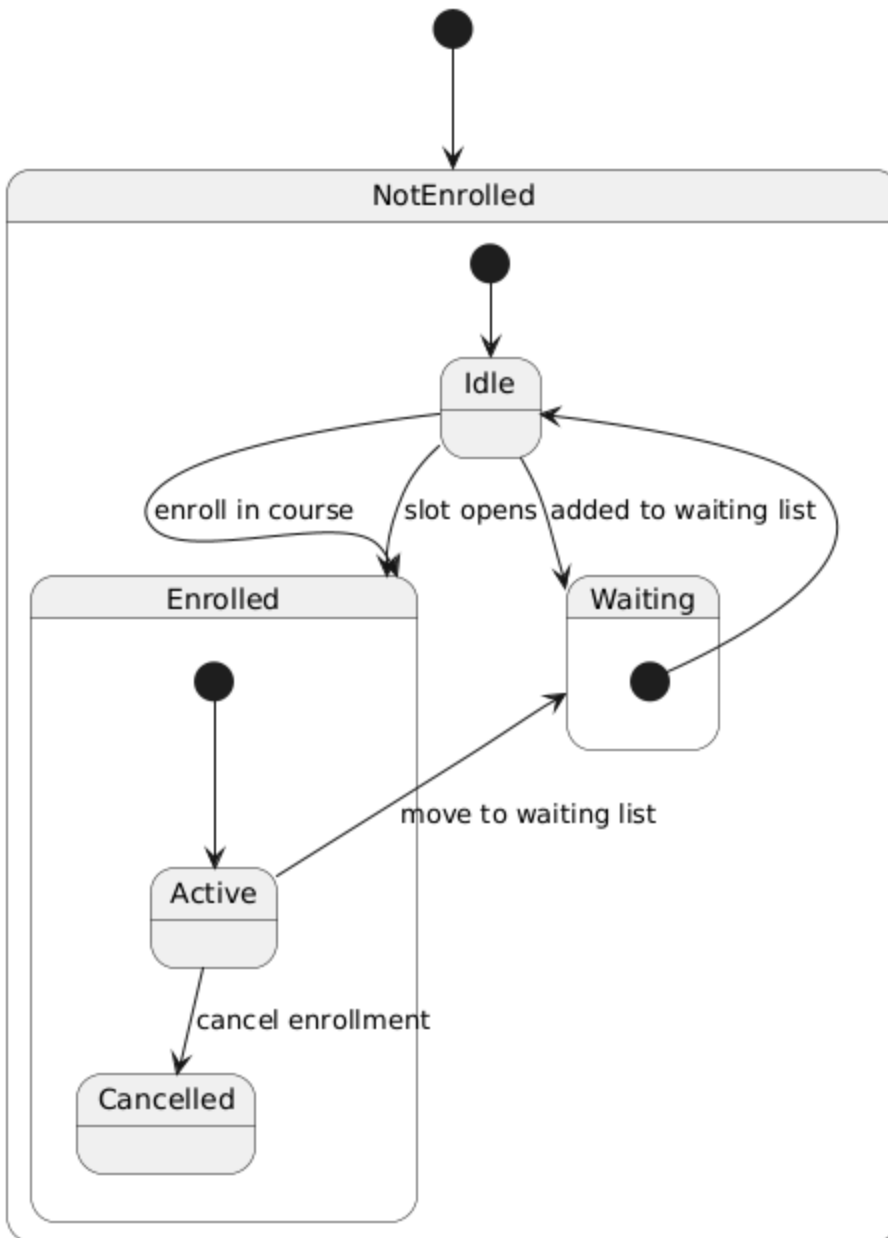 NotEnrolled
Idle
enroll in course
slot opens
added to waiting list
Enrolled
Waiting
move to waiting list
Active
cancel enrollment
Cancelled